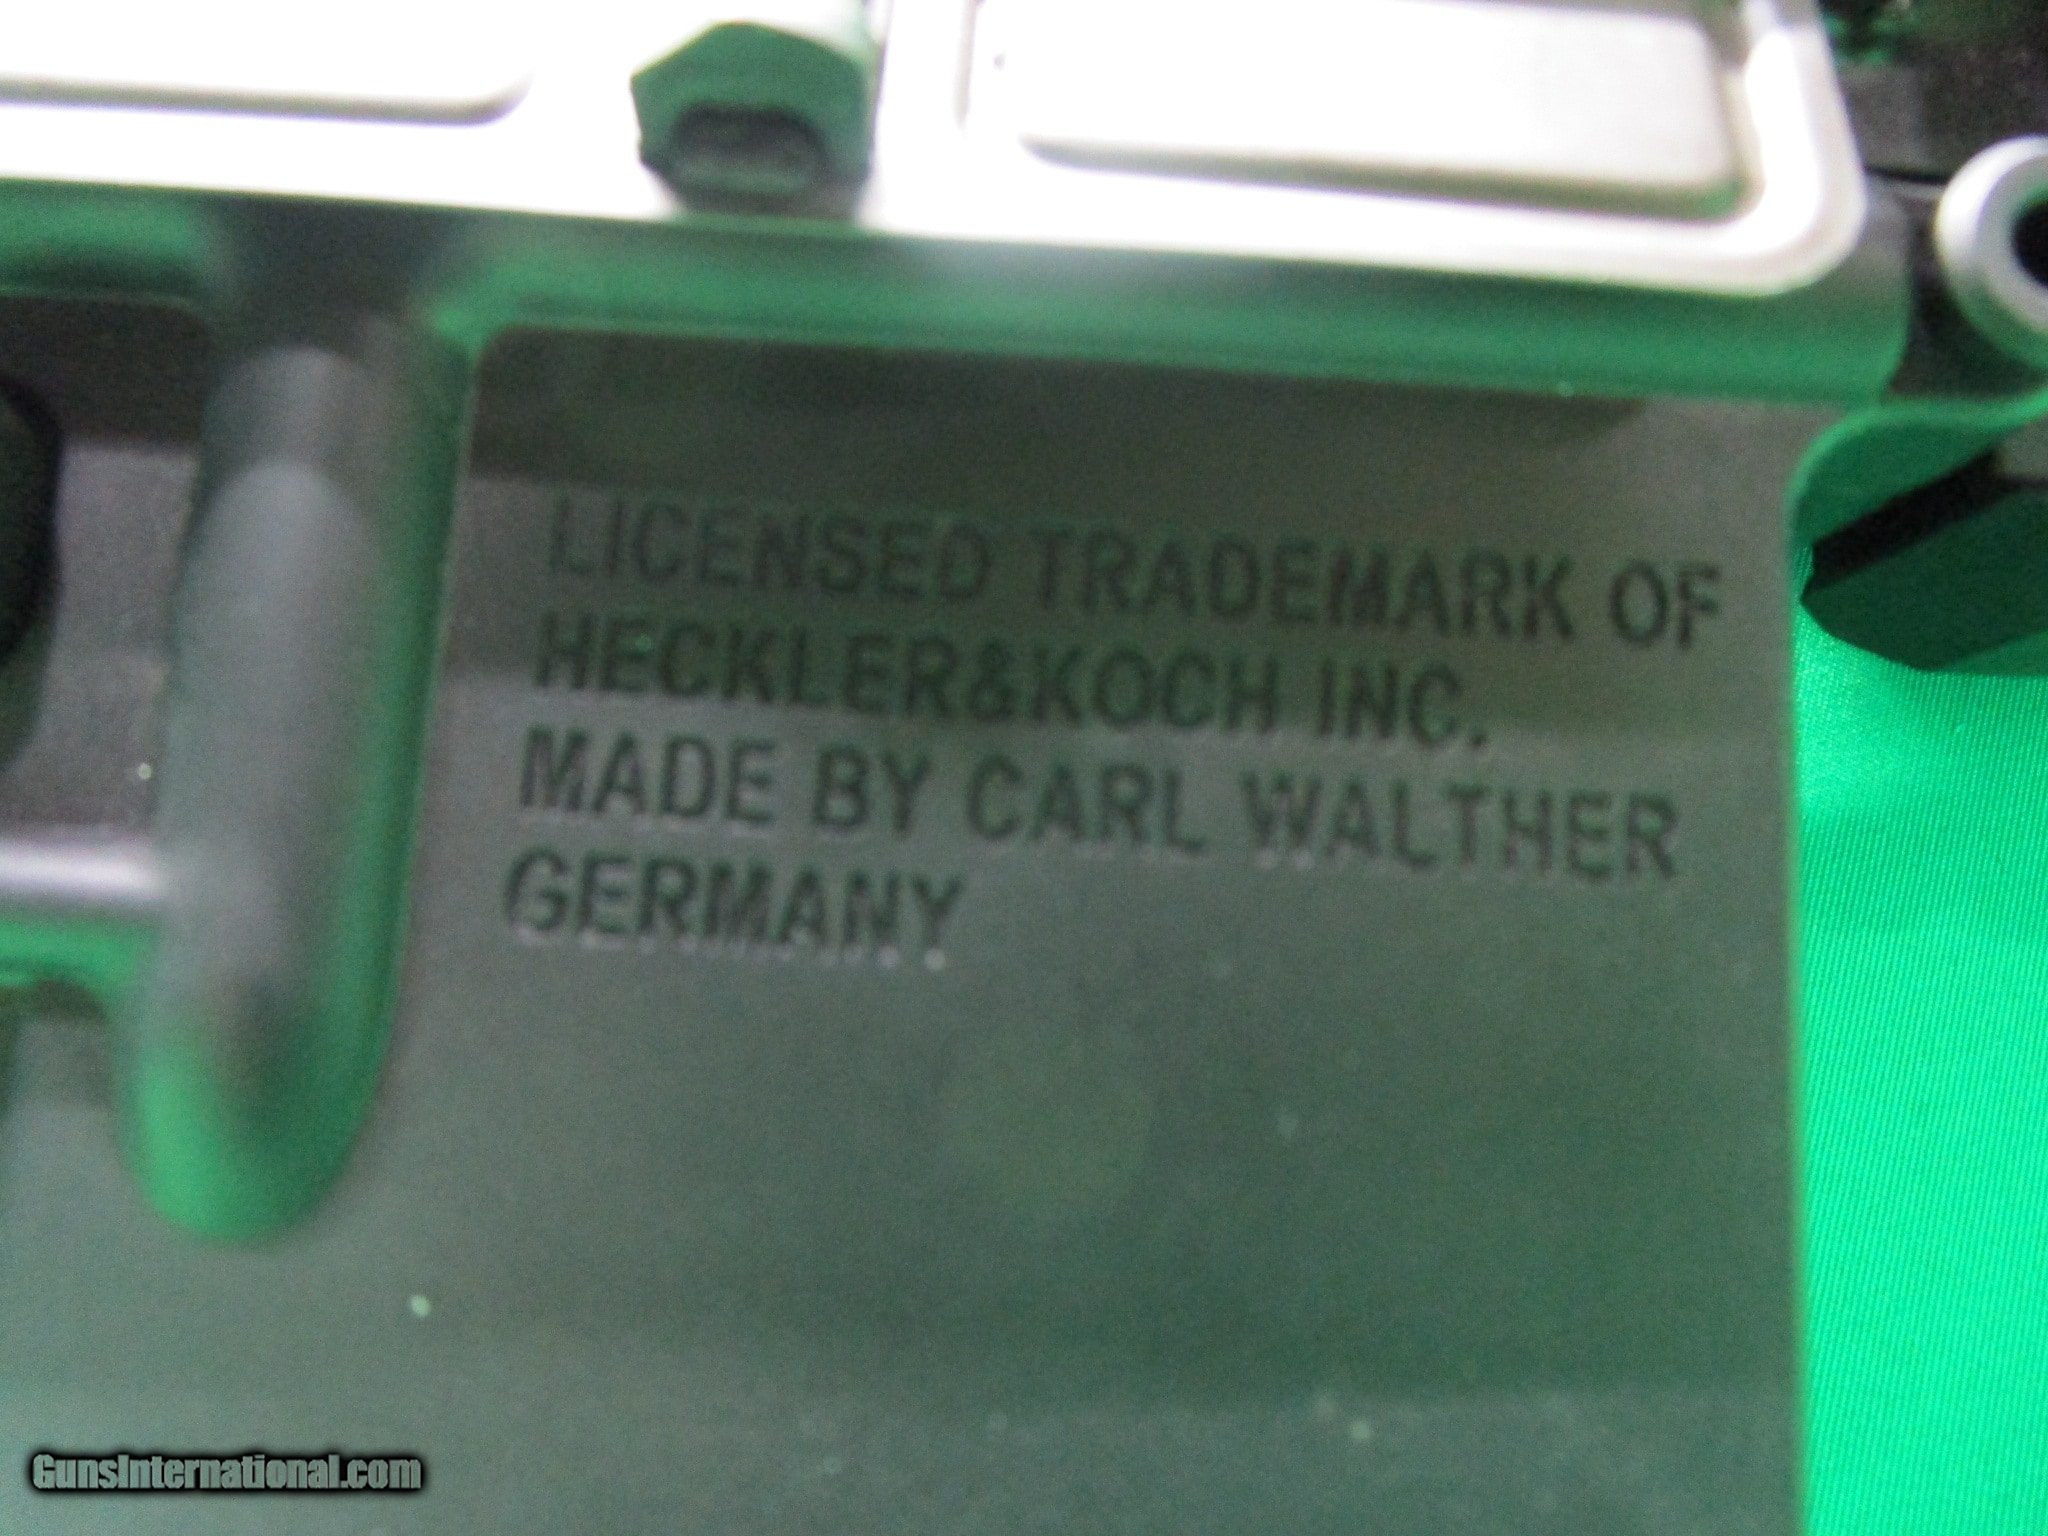 LICENSED TRADEMARK OF
HECKLER&KOCH INC.
MADE BY CARL WALTHER
GERMANY
GunsInternational.com